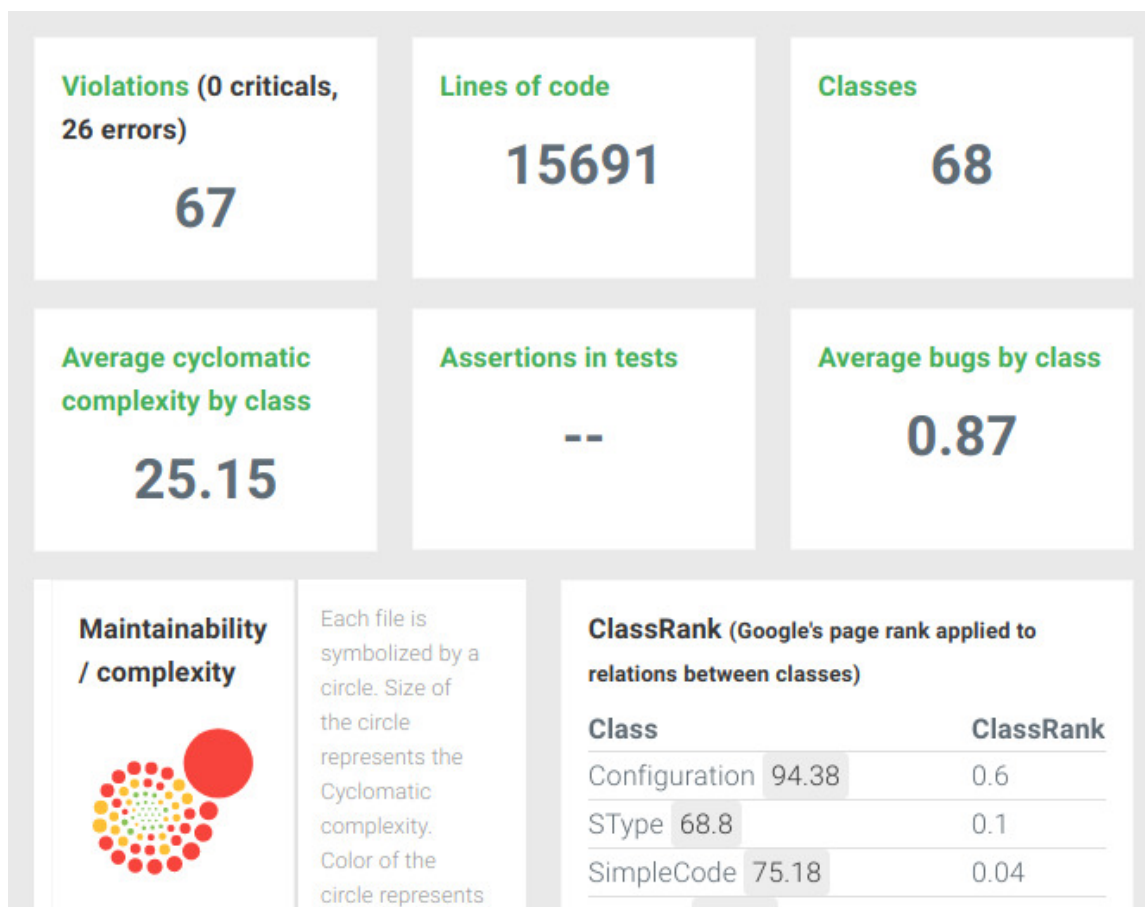 Violations (0 criticals,
26 errors)
67
Lines of code
15691
Classes
68
Average cyclomatic
complexity by class
25.15
Assertions in tests
--
Average bugs by class
0.87
Maintainability
/ complexity
Each file is
symbolized by a
circle. Size of
the circle
represents the
Cyclomatic
complexity.
Color of the
circle represents
ClassRank (Google's page rank applied to
relations between classes)
Class ClassRank
Configuration 94.38 0.6
SType 68.8 0.1
SimpleCode 75.18 0.04